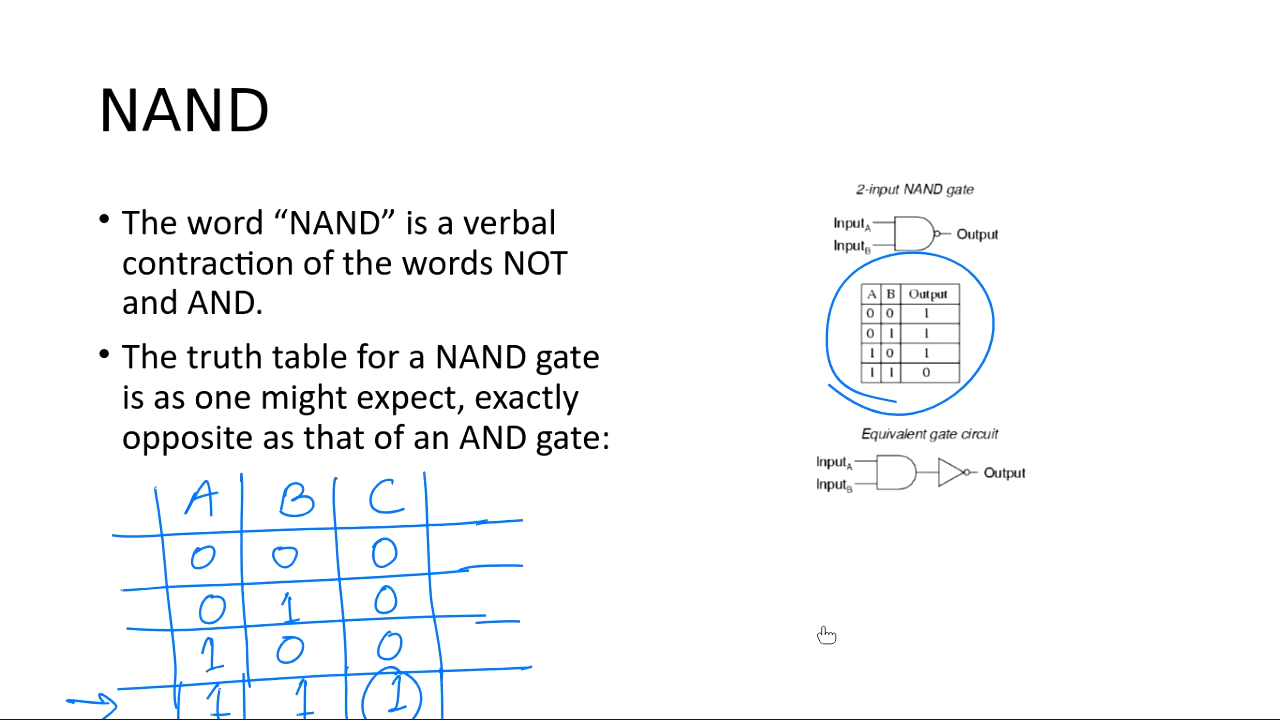 NAND
• The word “NAND” is a verbal
contraction of the words NOT
and AND.
• The truth table for a NAND gate
is as one might expect, exactly
opposite as that of an AND gate:
A B C
0 0 0
0 1 0
1 0 0
1 1 1
2-input NAND gate
InputA
Output
InputB
A B Output
0 0 1
0 1 1
1 0 1
1 1 0
Equivalent gate circuit
InputA
Output
InputB